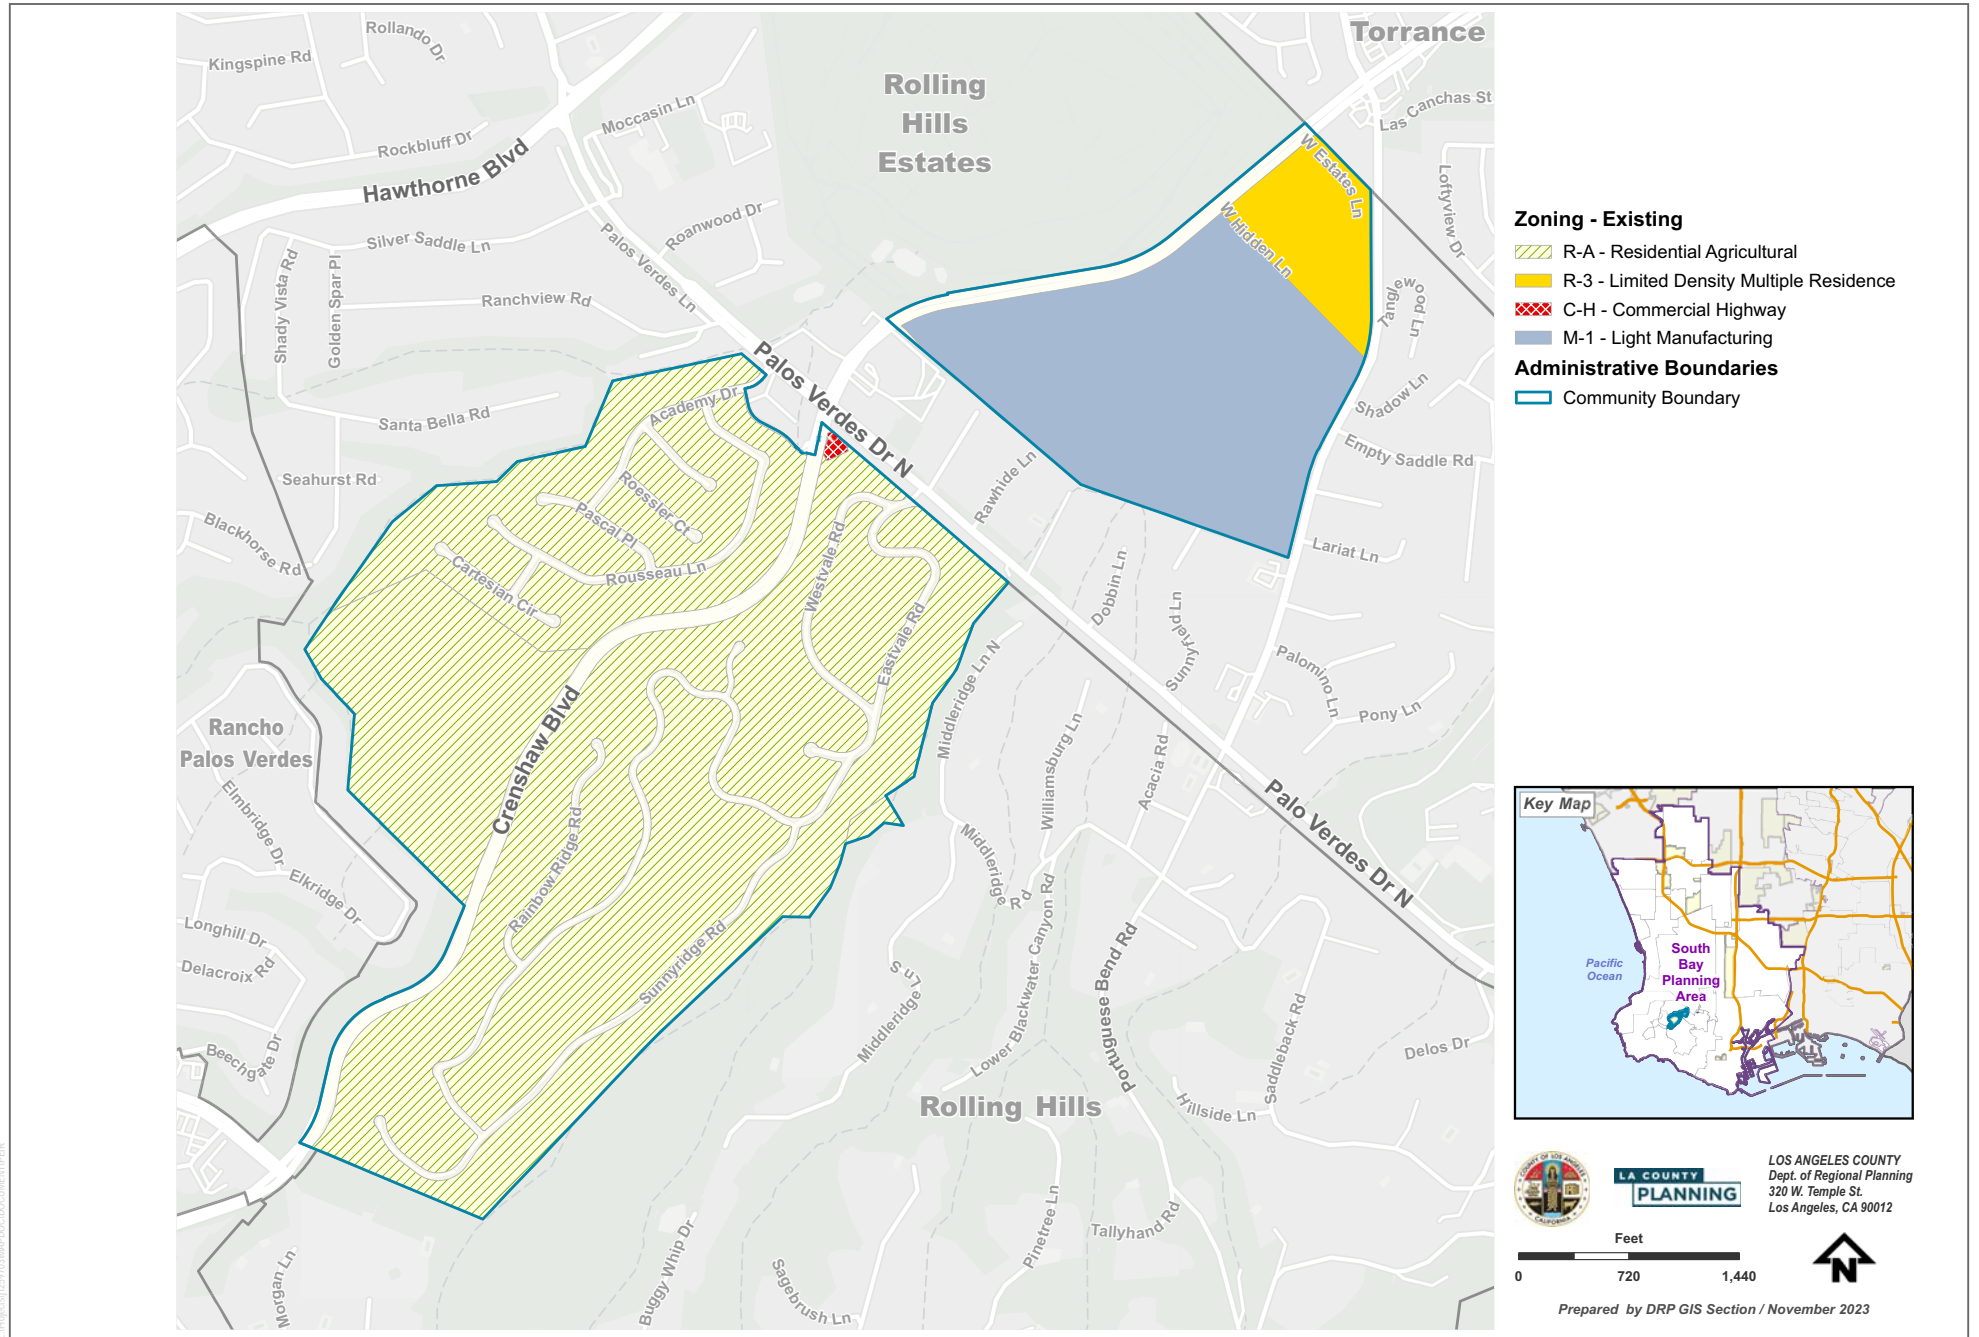 Torrance
Rolling
Hills
Estates
Rollando Dr
Kingspine Rd
Moccasin Ln
Rockbluff Dr
Hawthorne Blvd
Las Canchas St
W Estates Ln
Loftyview Dr
W Hidden Ln
Roanwood Dr
Silver Saddle Ln
Palos Verdes Ln
Shady Vista Rd
Golden Spar Pl
Ranchview Rd
Tanglewood Ln
Palos Verdes Dr N
Academy Dr
Santa Bella Rd
Shadow Ln
Empty Saddle Rd
Seahurst Rd
Roessler Ct
Rawhide Ln
Pascal Pl
Blackhorse Rd
Westvale Rd
Lariat Ln
Rousseau Ln
Cartesian Cir
Dobbin Ln
Sunnyfield Ln
Eastvale Rd
Middleridge Ln N
Palomino Ln
Pony Ln
Rancho
Palos Verdes
Crenshaw Blvd
Williamsburg Ln
Acacia Rd
Palo Verdes Dr N
Elmbridge Dr
Rainbow Ridge Rd
Middleridge Rd
Elkridge Dr
Longhill Dr
Delacroix Rd
Sunnyridge Rd
Lower Blackwater Canyon Rd
Portuguese Bend Rd
Middleridge Ln S
Saddleback Rd
Beechgate Dr
Delos Dr
Rolling Hills
Hillside Ln
Pinetree Ln
Tallyhand Rd
Buggy Whip Dr
Morgan Ln
Sagebrush Ln
Zoning - Existing
R-A - Residential Agricultural
R-3 - Limited Density Multiple Residence
C-H - Commercial Highway
M-1 - Light Manufacturing
Administrative Boundaries
Community Boundary
Key Map
Pacific
Ocean
South
Bay
Planning
Area
COUNTY OF LOS ANGELES
CALIFORNIA
LA COUNTY
PLANNING
LOS ANGELES COUNTY
Dept. of Regional Planning
320 W. Temple St.
Los Angeles, CA 90012
Feet
0 720 1,440
N
Prepared by DRP GIS Section / November 2023